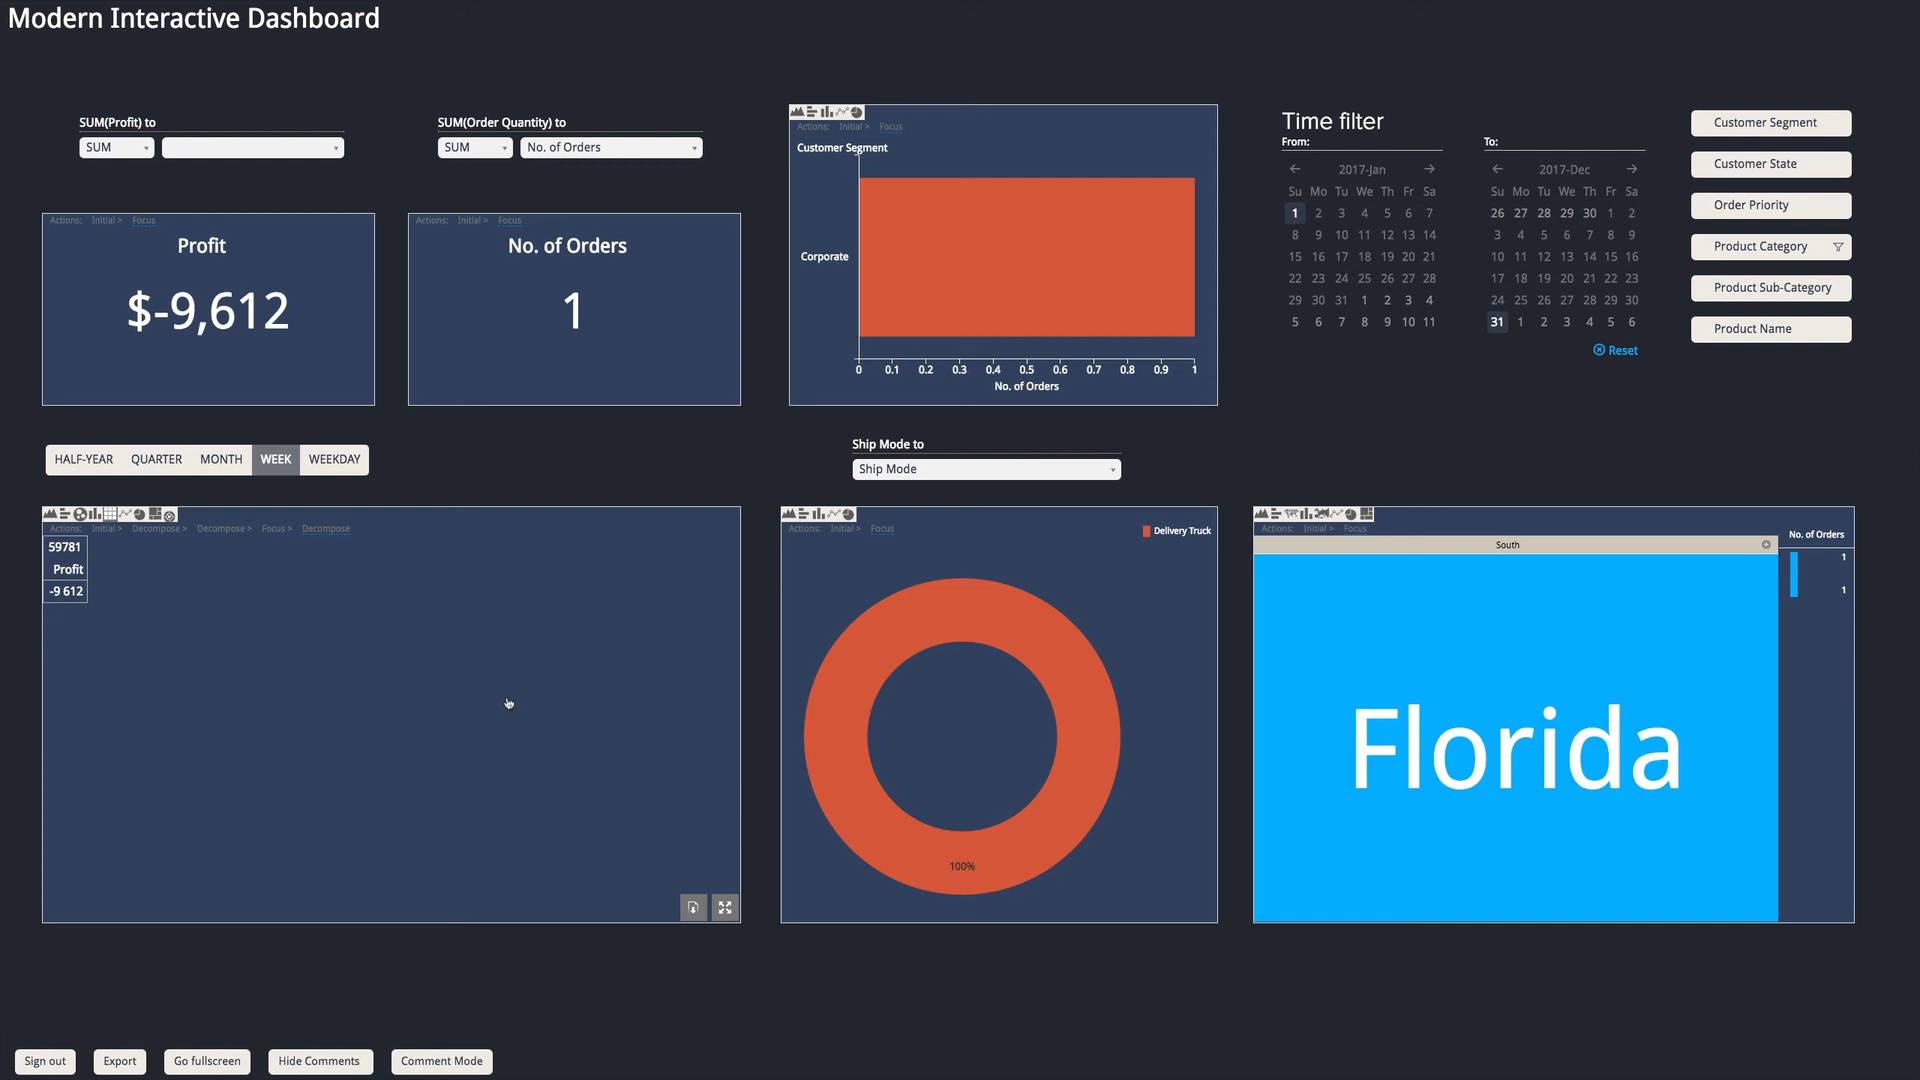 Modern Interactive Dashboard
SUM(Profit) to
SUM
SUM(Order Quantity) to
SUM No. of Orders
Actions: Initial > Focus
Profit
$-9,612
Actions: Initial > Focus
No. of Orders
1
Actions: Initial > Focus
Customer Segment
Corporate
0 0.1 0.2 0.3 0.4 0.5 0.6 0.7 0.8 0.9 1
No. of Orders
Time filter
From:
2017-Jan
Su Mo Tu We Th Fr Sa
1 2 3 4 5 6 7
8 9 10 11 12 13 14
15 16 17 18 19 20 21
22 23 24 25 26 27 28
29 30 31 1 2 3 4
5 6 7 8 9 10 11
To:
2017-Dec
Su Mo Tu We Th Fr Sa
26 27 28 29 30 1 2
3 4 5 6 7 8 9
10 11 12 13 14 15 16
17 18 19 20 21 22 23
24 25 26 27 28 29 30
31 1 2 3 4 5 6
Reset
Customer Segment
Customer State
Order Priority
Product Category
Product Sub-Category
Product Name
HALF-YEAR QUARTER MONTH WEEK WEEKDAY
Actions: Initial > Decompose > Decompose > Focus > Decompose
59781
Profit
-9 612
Ship Mode to
Ship Mode
Actions: Initial > Focus
Delivery Truck
100%
Actions: Initial > Focus
South
Florida
No. of Orders
1
1
Sign out Export Go fullscreen Hide Comments Comment Mode